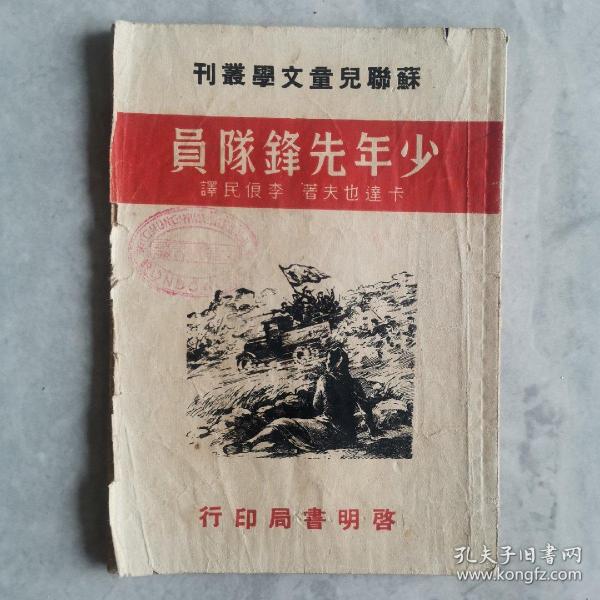 蘇聯兒童文學叢刊
少年先鋒隊員
卡達也夫著 李俍民譯
啓明書局印行
孔夫子旧书网
www.kongfz.com